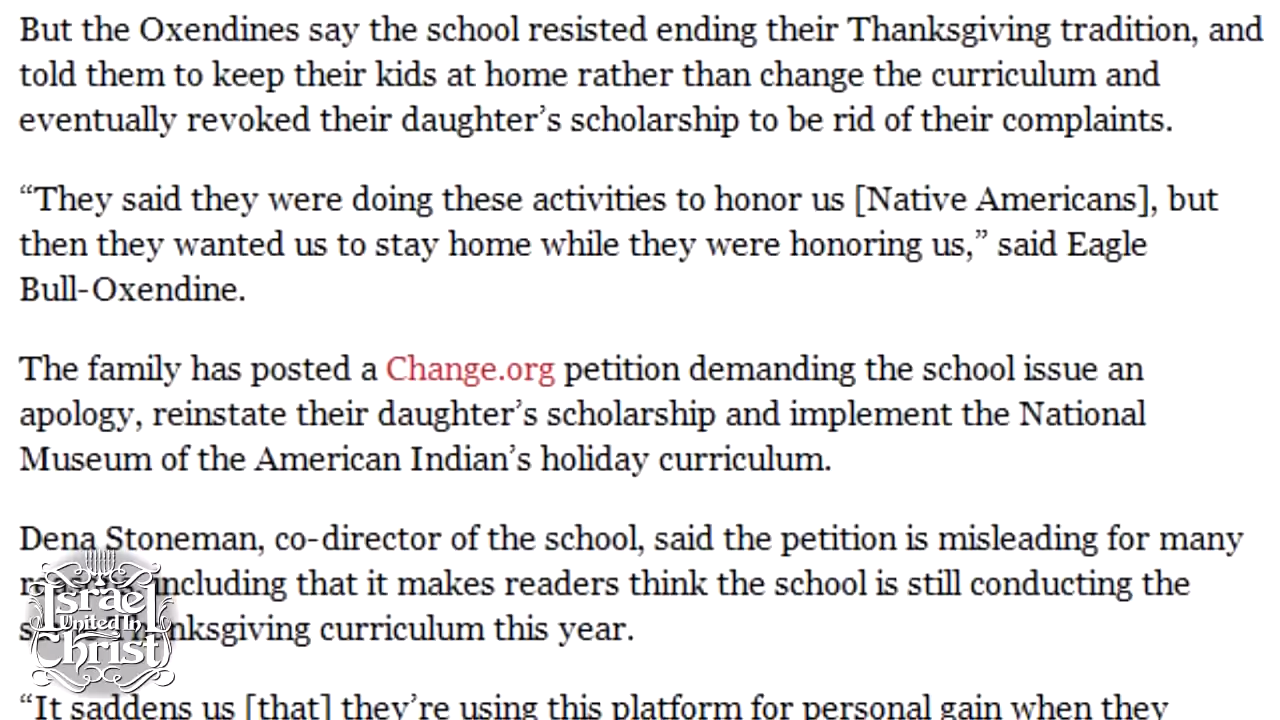 But the Oxendines say the school resisted ending their Thanksgiving tradition, and
told them to keep their kids at home rather than change the curriculum and
eventually revoked their daughter’s scholarship to be rid of their complaints.
“They said they were doing these activities to honor us [Native Americans], but
then they wanted us to stay home while they were honoring us,” said Eagle
Bull-Oxendine.
The family has posted a Change.org petition demanding the school issue an
apology, reinstate their daughter’s scholarship and implement the National
Museum of the American Indian’s holiday curriculum.
Dena Stoneman, co-director of the school, said the petition is misleading for many
including that it makes readers think the school is still conducting the
Thanksgiving curriculum this year.
“It saddens us [that] they’re using this platform for personal gain when they
Israel
United In
Christ